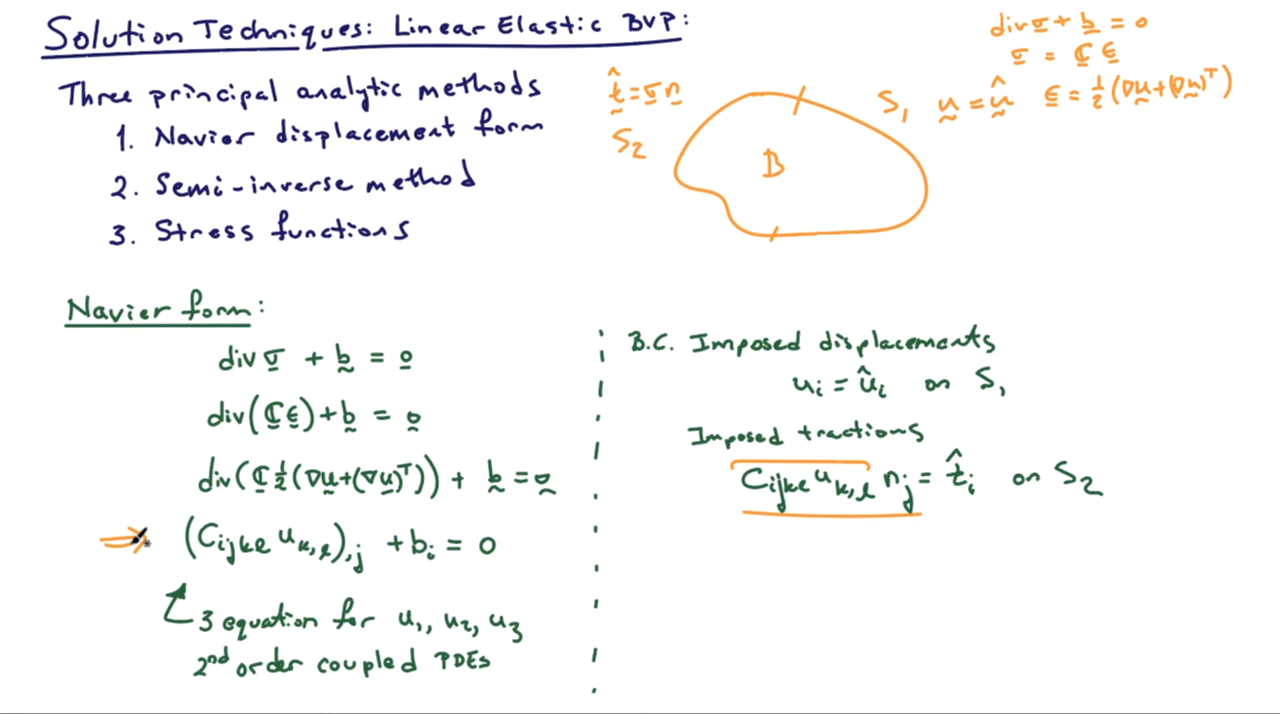 Solution Techniques: Linear Elastic BVP:
Three principal analytic methods
1. Navier displacement form
2. Semi-inverse method
3. Stress functions
t̂ = σn
S₂
B
S₁ u = û
div σ + b = 0
σ = ℂ ε
ε = ½(∇u+(∇u)ᵀ)
Navier form:
div σ + b = 0
div(ℂε)+b = 0
div(ℂ½(∇u+(∇u)ᵀ)) + b = 0
(Cijkl uk,l),j + bi = 0
3 equation for u₁, u₂, u₃
2nd order coupled PDEs
B.C. Imposed displacements
ui = ûi on S₁
Imposed tractions
Cijkl uk,l nj = t̂i on S₂